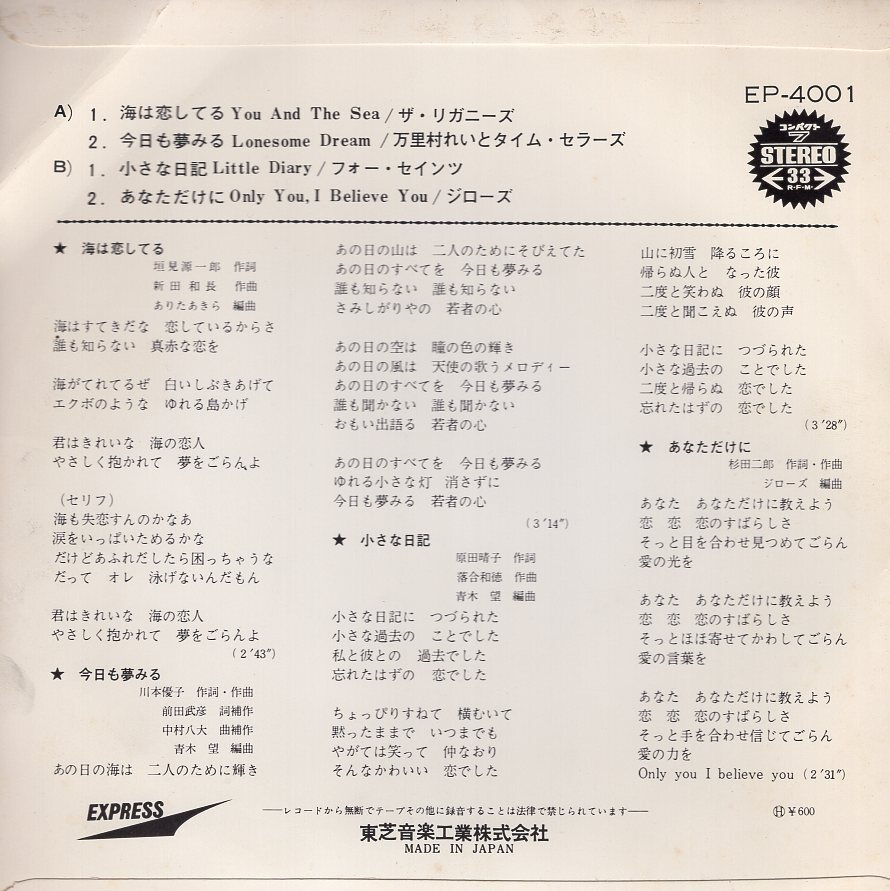 A) 1. 海は恋してる You And The Sea / ザ・リガニーズ
2. 今日も夢みる Lonesome Dream / 万里村れいとタイム・セラーズ
B) 1. 小さな日記 Little Diary / フォー・セインツ
2. あなただけに Only You, I Believe You / ジローズ
EP-4001
コンパクト
7
STEREO
33
R·P·M·
★ 海は恋してる
垣見源一郎 作詞
新田和長 作曲
ありたあきら 編曲
海はすてきだな 恋しているからさ
誰も知らない 真赤な恋を
海がてれてるぜ 白いしぶきあげて
エクボのような ゆれる島かげ
君はきれいな 海の恋人
やさしく抱かれて 夢をごらんよ
(セリフ)
海も失恋すんのかなあ
涙をいっぱいためるかな
だけどあふれだしたら困っちゃうな
だって オレ 泳げないんだもん
君はきれいな 海の恋人
やさしく抱かれて 夢をごらんよ
(2′43″)
★ 今日も夢みる
川本優子 作詞・作曲
前田武彦 詞補作
中村八大 曲補作
青木 望 編曲
あの日の海は 二人のために輝き
あの日の山は 二人のためにそびえてた
あの日のすべてを 今日も夢みる
誰も知らない 誰も知らない
さみしがりやの 若者の心
あの日の空は 瞳の色の輝き
あの日の風は 天使の歌うメロディー
あの日のすべてを 今日も夢みる
誰も聞かない 誰も聞かない
おもい出語る 若者の心
あの日のすべてを 今日も夢みる
ゆれる小さな灯 消さずに
今日も夢みる 若者の心
(3′14″)
★ 小さな日記
原田晴子 作詞
落合和徳 作曲
青木 望 編曲
小さな日記に つづられた
小さな過去の ことでした
私と彼との 過去でした
忘れたはずの 恋でした
ちょっぴりすねて 横むいて
黙ったままで いつまでも
やがては笑って 仲なおり
そんなかわいい 恋でした
山に初雪 降るころに
帰らぬ人と なった彼
二度と笑わぬ 彼の顔
二度と聞こえぬ 彼の声
小さな日記に つづられた
小さな過去の ことでした
二度と帰らぬ 恋でした
忘れたはずの 恋でした
(3′28″)
★ あなただけに
杉田二郎 作詞・作曲
ジローズ 編曲
あなた あなただけに教えよう
恋 恋 恋のすばらしさ
そっと目を合わせ見つめてごらん
愛の光を
あなた あなただけに教えよう
恋 恋 恋のすばらしさ
そっとほほ寄せてかわしてごらん
愛の言葉を
あなた あなただけに教えよう
恋 恋 恋のすばらしさ
そっと手を合わせ信じてごらん
愛の力を
Only you I believe you (2′31″)
EXPRESS
——レコードから無断でテープその他に録音することは法律で禁じられています——
東芝音楽工業株式会社
MADE IN JAPAN
Ⓗ ¥600